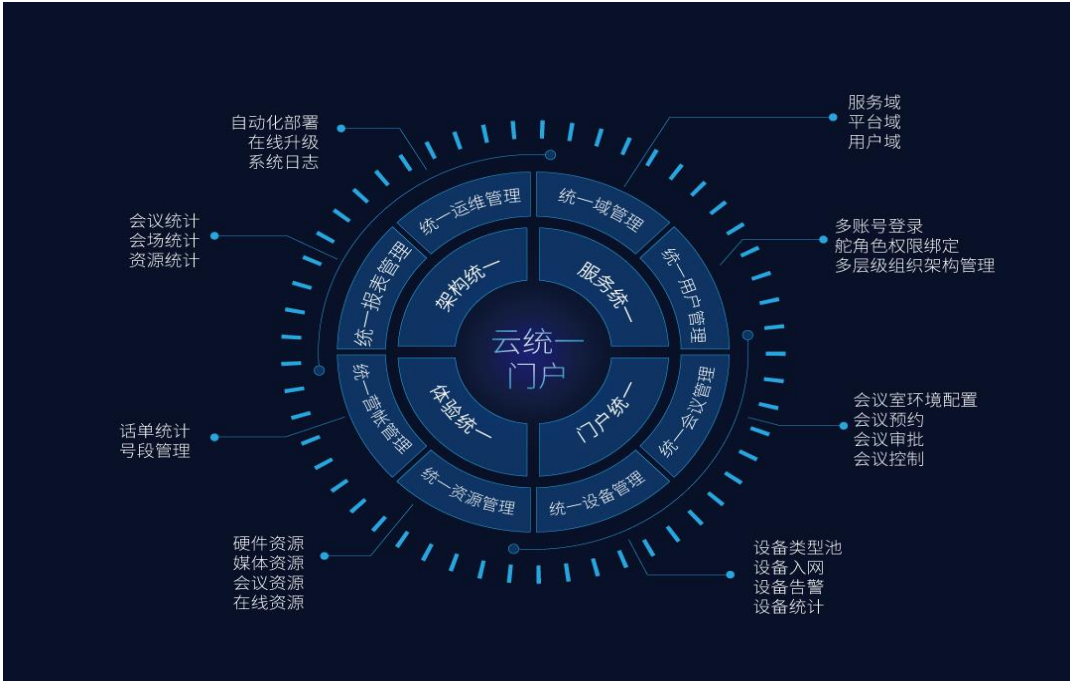 自动化部署
在线升级
系统日志
服务域
平台域
用户域
会议统计
会场统计
资源统计
多账号登录
舵角色权限绑定
多层级组织架构管理
统一运维管理
统一域管理
统一报表管理
统一用户管理
架构统一
服务统一
云统一
门户
体验统一
门户统一
统一营帐管理
统一会议管理
统一资源管理
统一设备管理
话单统计
号段管理
会议室环境配置
会议预约
会议审批
会议控制
硬件资源
媒体资源
会议资源
在线资源
设备类型池
设备入网
设备告警
设备统计